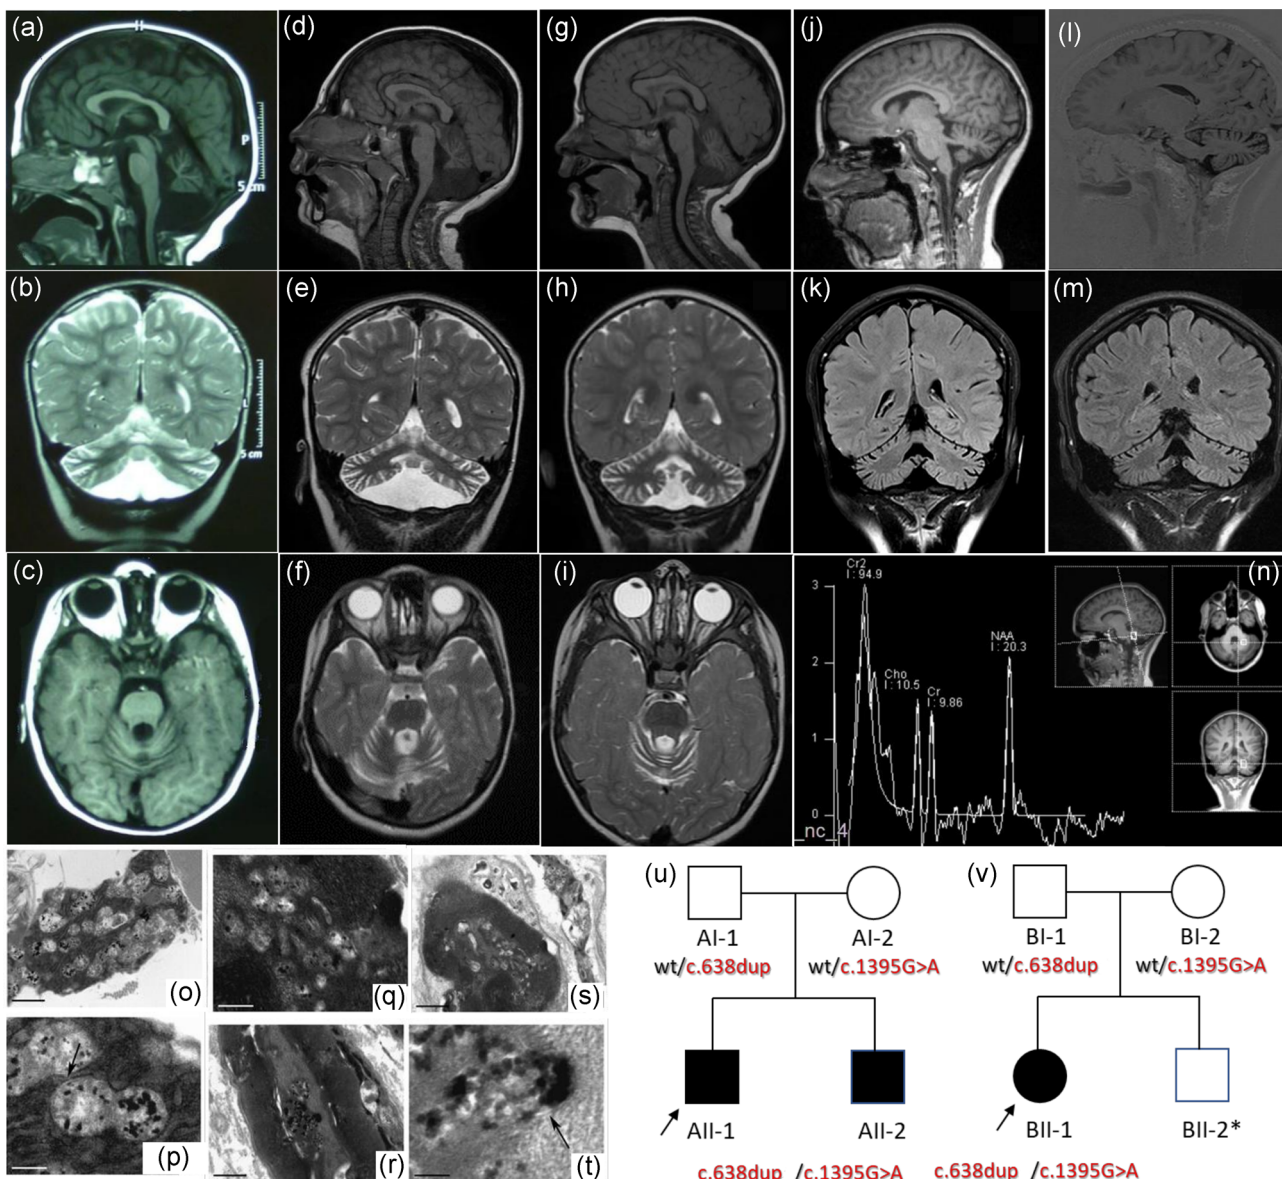 (a)
H
P
5 cm
(d)
(g)
(j)
(l)
(b)
L
5 cm
(e)
(h)
(k)
(m)
(c)
(f)
(i)
(n)
Cr2
I : 94.9
Cho
I : 10.5
Cr
I : 9.86
NAA
I : 20.3
3
2
1
0
_nc_4
(o)
(q)
(s)
(p)
(r)
(t)
(u)
(v)
AI-1
AI-2
BI-1
BI-2
wt/c.638dup
wt/c.1395G>A
wt/c.638dup
wt/c.1395G>A
AII-1
AII-2
BII-1
BII-2*
c.638dup /c.1395G>A
c.638dup /c.1395G>A